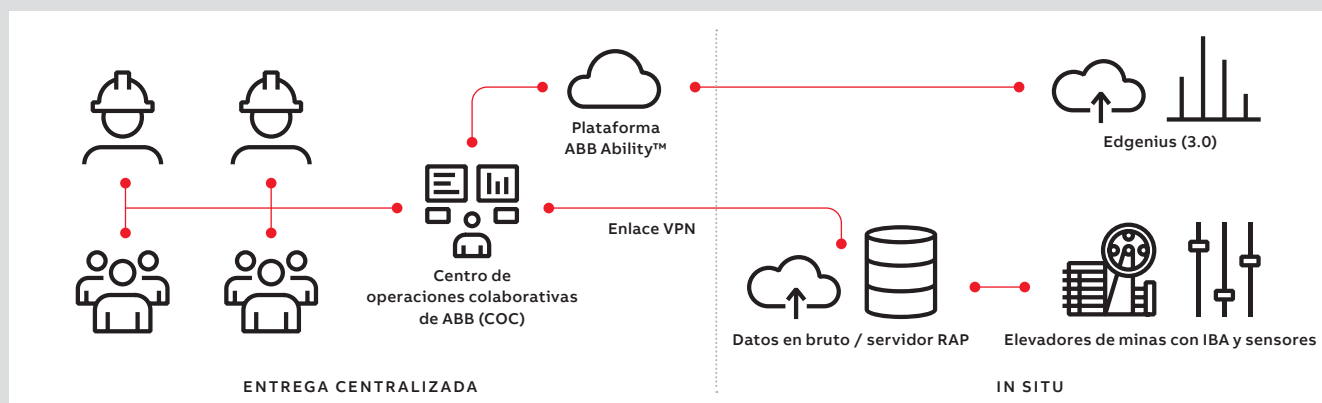 Plataforma
ABB Ability™
Edgenius (3.0)
Enlace VPN
Centro de
operaciones colaborativas
de ABB (COC)
Datos en bruto / servidor RAP
Elevadores de minas con IBA y sensores
ENTREGA CENTRALIZADA
IN SITU